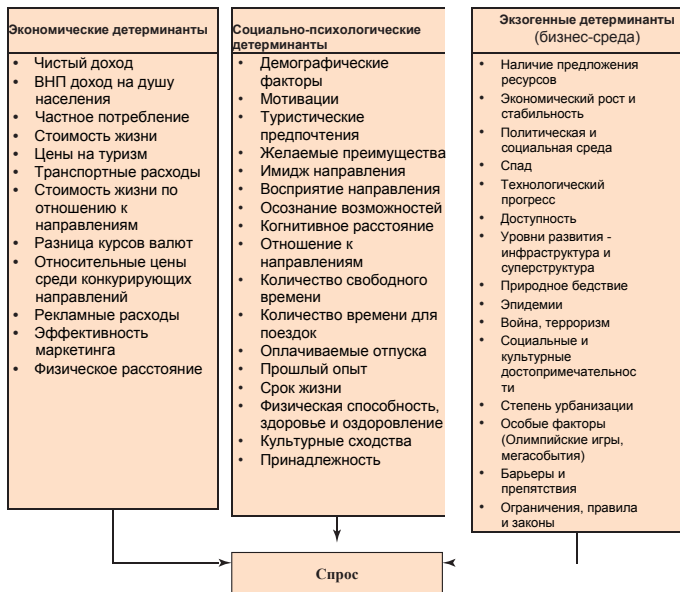 Экономические детерминанты
• Чистый доход
• ВНП доход на душу
населения
• Частное потребление
• Стоимость жизни
• Цены на туризм
• Транспортные расходы
• Стоимость жизни по
отношению к
направлениям
• Разница курсов валют
• Относительные цены
среди конкурирующих
направлений
• Рекламные расходы
• Эффективность
маркетинга
• Физическое расстояние
Социально-психологические
детерминанты
• Демографические
факторы
• Мотивации
• Туристические
предпочтения
• Желаемые преимущества
• Имидж направления
• Восприятие направления
• Осознание возможностей
• Когнитивное расстояние
• Отношение к
направлениям
• Количество свободного
времени
• Количество времени для
поездок
• Оплачиваемые отпуска
• Прошлый опыт
• Срок жизни
• Физическая способность,
здоровье и оздоровление
• Культурные сходства
• Принадлежность
Экзогенные детерминанты
(бизнес-среда)
• Наличие предложения
ресурсов
• Экономический рост и
стабильность
• Политическая и
социальная среда
• Спад
• Технологический
прогресс
• Доступность
• Уровни развития -
инфраструктура и
суперструктура
• Природное бедствие
• Эпидемии
• Война, терроризм
• Социальные и
культурные
достопримечательнос
ти
• Степень урбанизации
• Особые факторы
(Олимпийские игры,
мегасобытия)
• Барьеры и
препятствия
• Ограничения, правила
и законы
Спрос